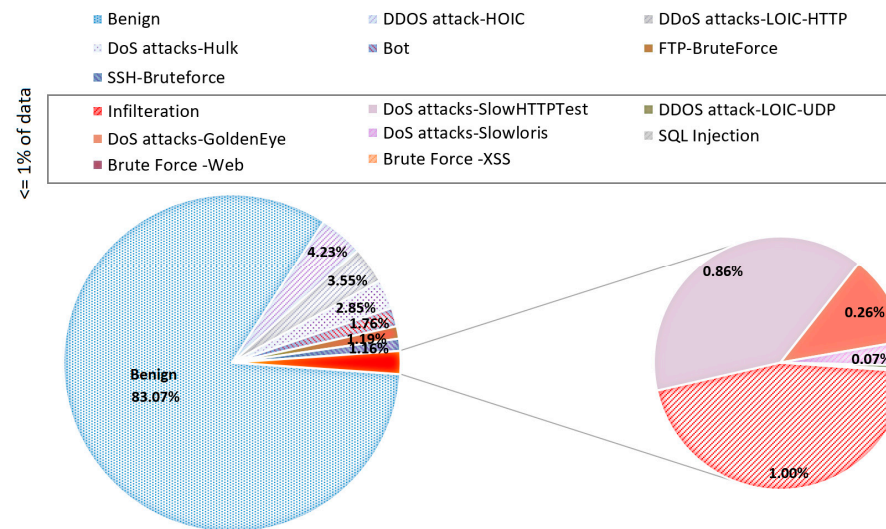 Benign
DDOS attack-HOIC
DDoS attacks-LOIC-HTTP
DoS attacks-Hulk
Bot
FTP-BruteForce
SSH-Bruteforce
<= 1% of data
Infilteration
DoS attacks-SlowHTTPTest
DDOS attack-LOIC-UDP
DoS attacks-GoldenEye
DoS attacks-Slowloris
SQL Injection
Brute Force -Web
Brute Force -XSS
4.23%
3.55%
2.85%
1.76%
1.19%
1.16%
Benign
83.07%
0.86%
0.26%
0.07%
1.00%